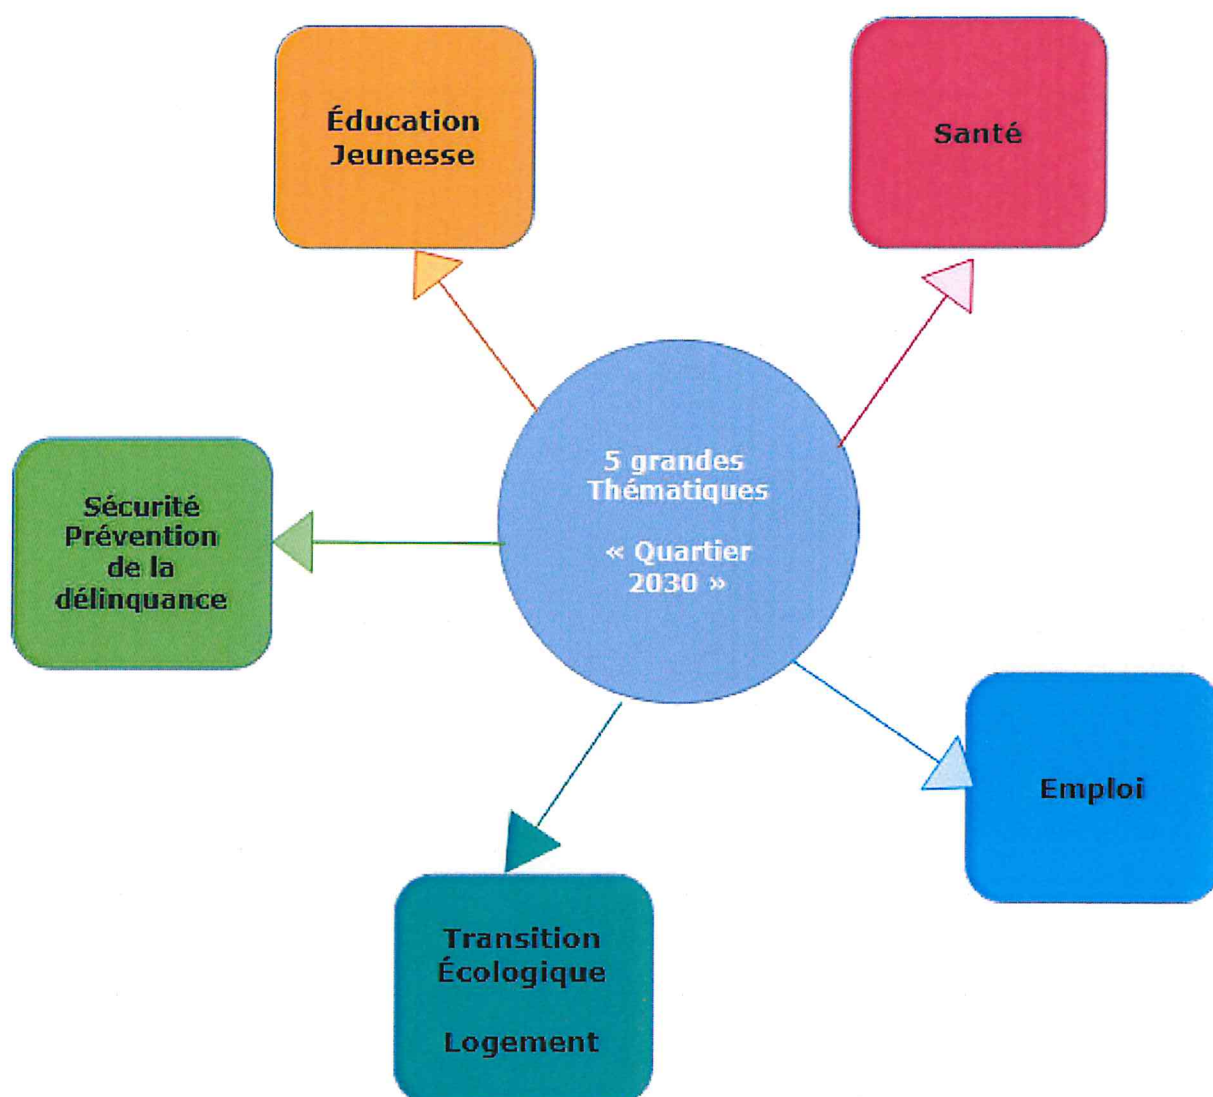 Éducation
Jeunesse
Santé
5 grandes
Thématiques
« Quartier
2030 »
Sécurité
Prévention
de la
délinquance
Emploi
Transition
Écologique
Logement